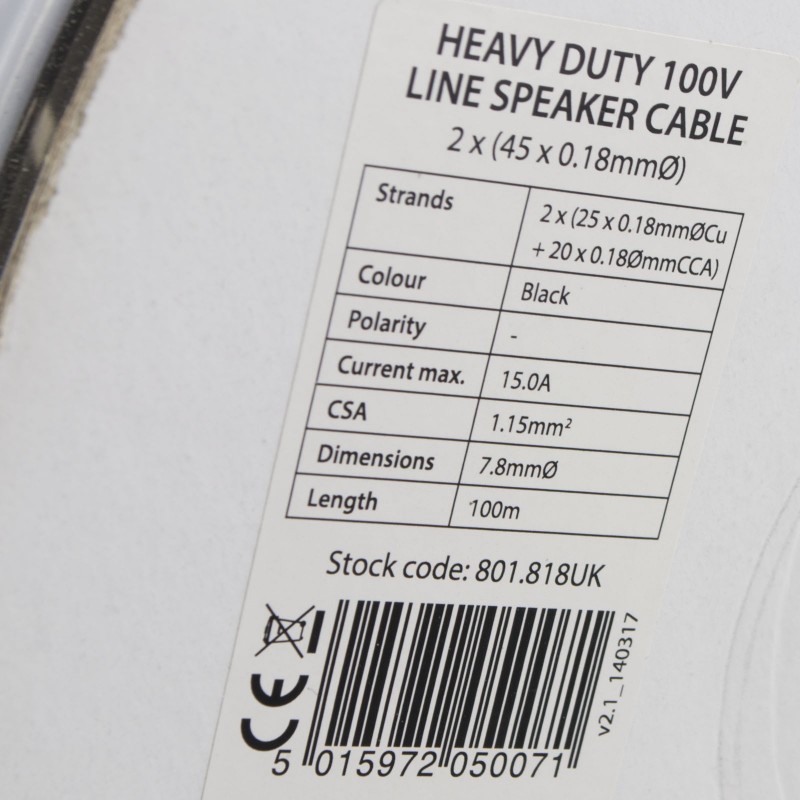 HEAVY DUTY 100V
LINE SPEAKER CABLE
2 x (45 x 0.18mmØ)
Strands 2 x (25 x 0.18mmØCu
+ 20 x 0.18ØmmCCA)
Colour Black
Polarity -
Current max. 15.0A
CSA 1.15mm²
Dimensions 7.8mmØ
Length 100m
Stock code: 801.818UK
CE
v2.1_140317
5 015972 050071